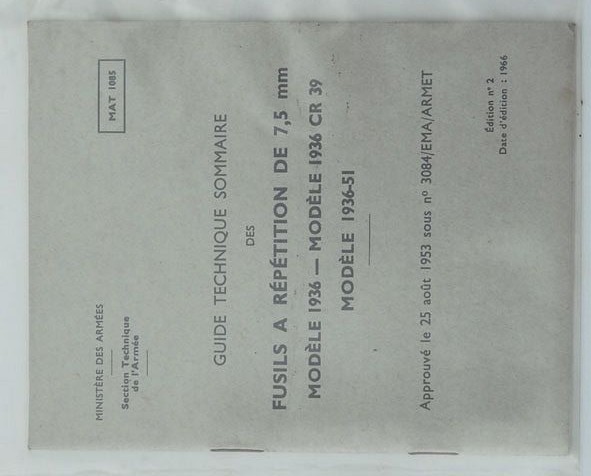 MINISTÈRE DES ARMÉES
Section Technique
de l'Armée
MAT 1085
GUIDE TECHNIQUE SOMMAIRE
DES
FUSILS A RÉPÉTITION DE 7,5 mm
MODÈLE 1936 — MODÈLE 1936 CR 39
MODÈLE 1936-51
Approuvé le 25 août 1953 sous nº 3084/EMA/ARMET
Édition nº 2
Date d'édition : 1966